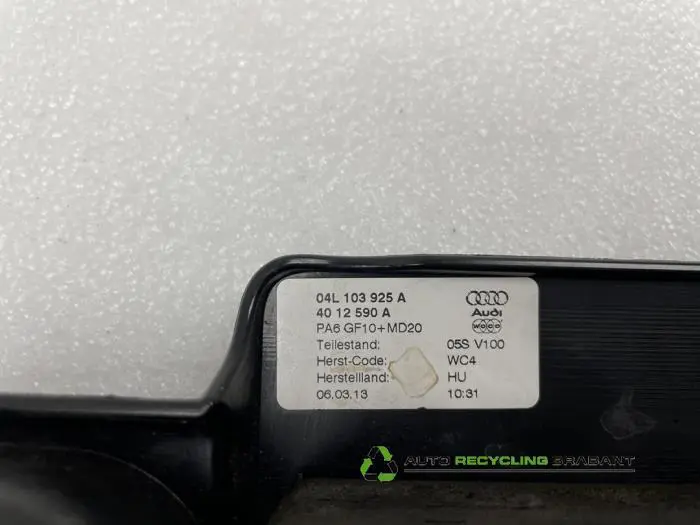 04L 103 925 A
40 12 590 A Audi
PA6 GF10+MD20 WOCO
Teilestand: 05S V100
Herst-Code: WC4
Herstellland: HU
06.03.13 10:31
AUTO RECYCLING BRABANT